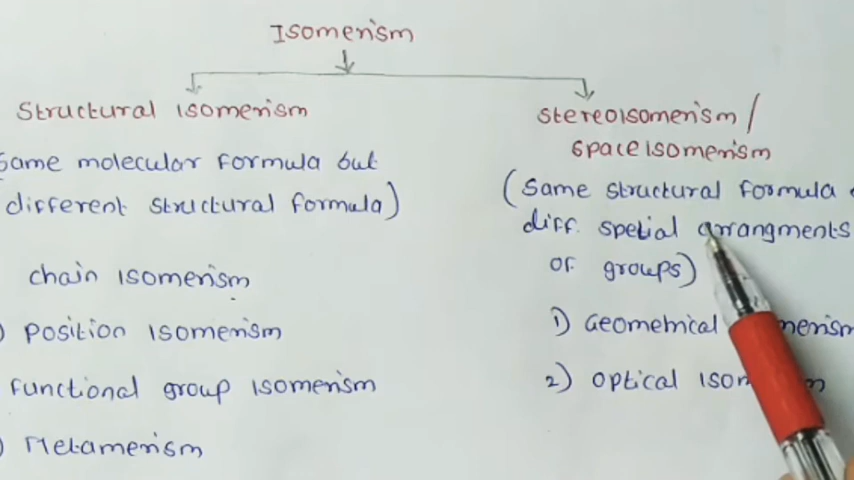 Isomerism
Structural isomerism
Same molecular formula but
different structural formula)
chain isomerism
) Position isomerism
Functional group isomerism
) Metamerism
Stereoisomerism/
Space isomerism
(Same structural formula
diff. spetial arrangments
of groups)
1) Geometrical
2) optical